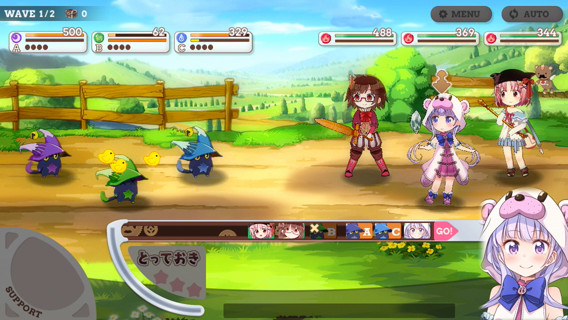 WAVE 1/2 0
MENU
AUTO
500
62
329
488
369
344
A
B
C
B A C GO!
とっておき
SUPPORT